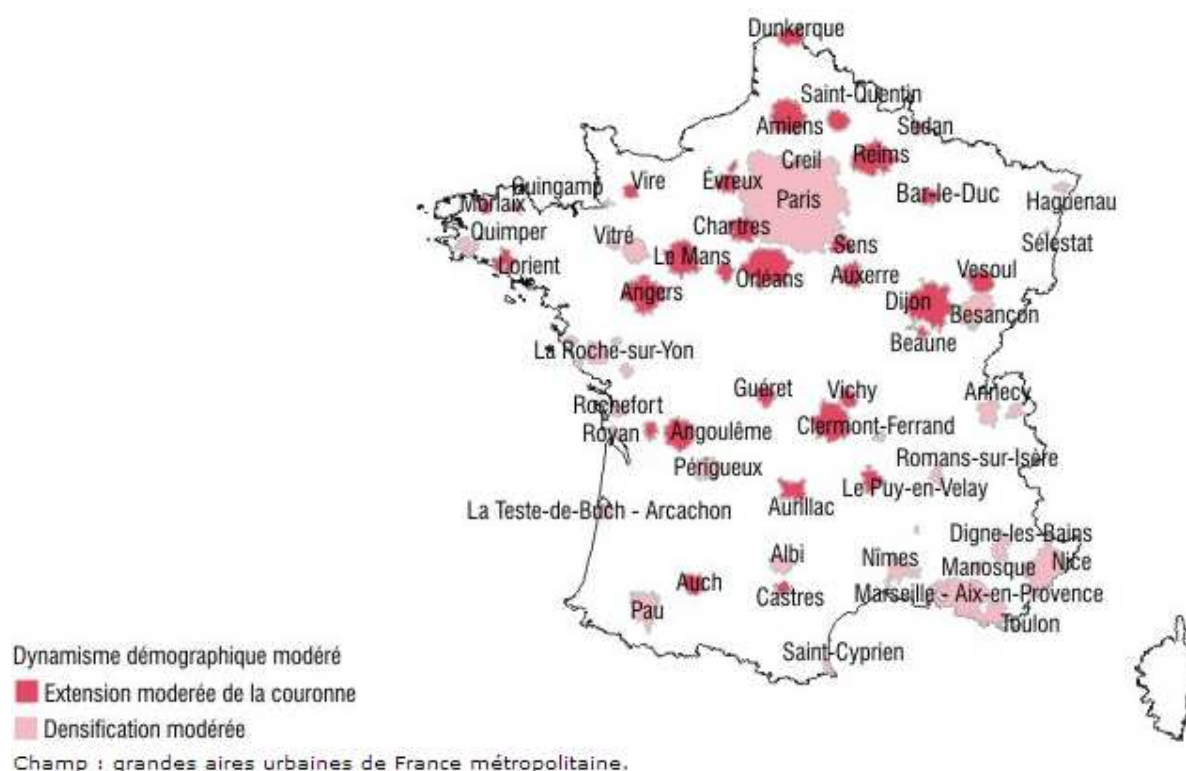 Dunkerque
Saint-Quentin
Amiens
Sedan
Creil
Reims
Guingamp
Vire
Évreux
Paris
Bar-le-Duc
Haguenau
Morlaix
Quimper
Vitré
Chartres
Sens
Sélestat
Lorient
Le Mans
Orléans
Auxerre
Vesoul
Angers
Dijon
Besançon
La Roche-sur-Yon
Beaune
Guéret
Vichy
Annecy
Rochefort
Royan
Angoulême
Clermont-Ferrand
Périgueux
Romans-sur-Isère
Le Puy-en-Velay
La Teste-de-Buch - Arcachon
Aurillac
Digne-les-Bains
Albi
Nîmes
Manosque
Nice
Auch
Castres
Marseille - Aix-en-Provence
Pau
Toulon
Saint-Cyprien
Dynamisme démographique modéré
Extension moderée de la couronne
Densification modérée
Champ : grandes aires urbaines de France métropolitaine.